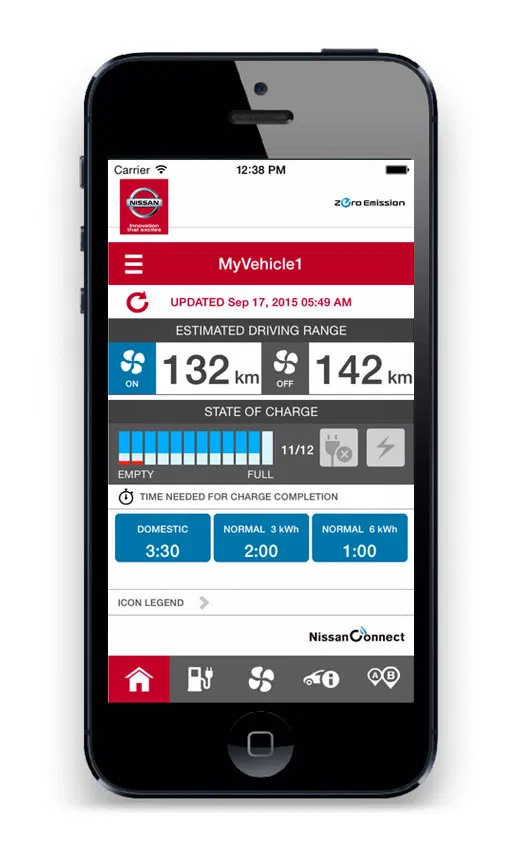 Carrier 12:38 PM
NISSAN
Innovation
that excites
zero Emission
MyVehicle1
UPDATED Sep 17, 2015 05:49 AM
ESTIMATED DRIVING RANGE
ON 132 km OFF 142 km
STATE OF CHARGE
11/12
EMPTY FULL
TIME NEEDED FOR CHARGE COMPLETION
DOMESTIC NORMAL 3 kWh NORMAL 6 kWh
3:30 2:00 1:00
ICON LEGEND
NissanConnect
A B